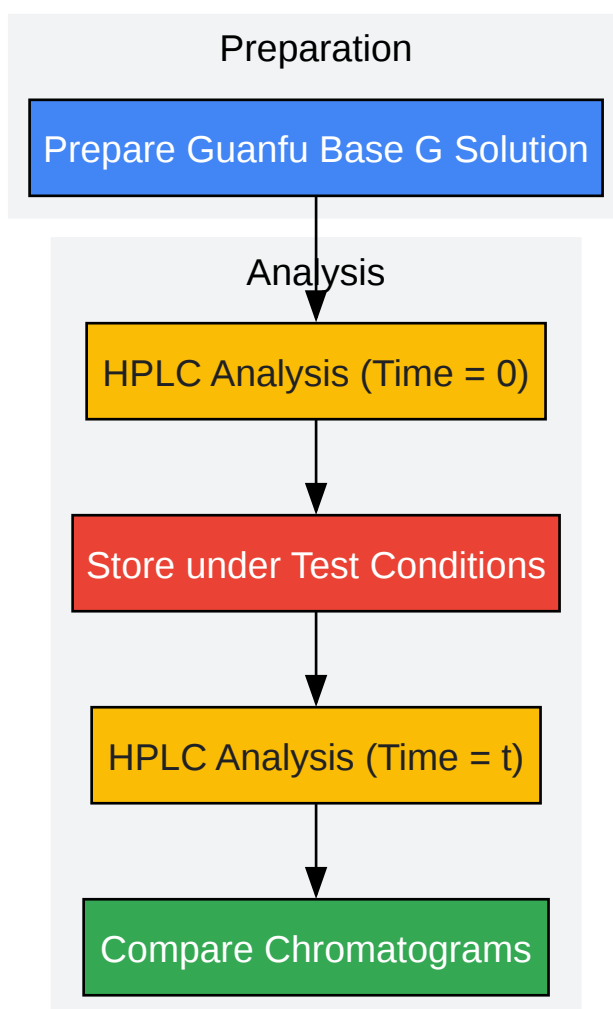 Preparation
Prepare Guanfu Base G Solution
Analysis
HPLC Analysis (Time = 0)
Store under Test Conditions
HPLC Analysis (Time = t)
Compare Chromatograms